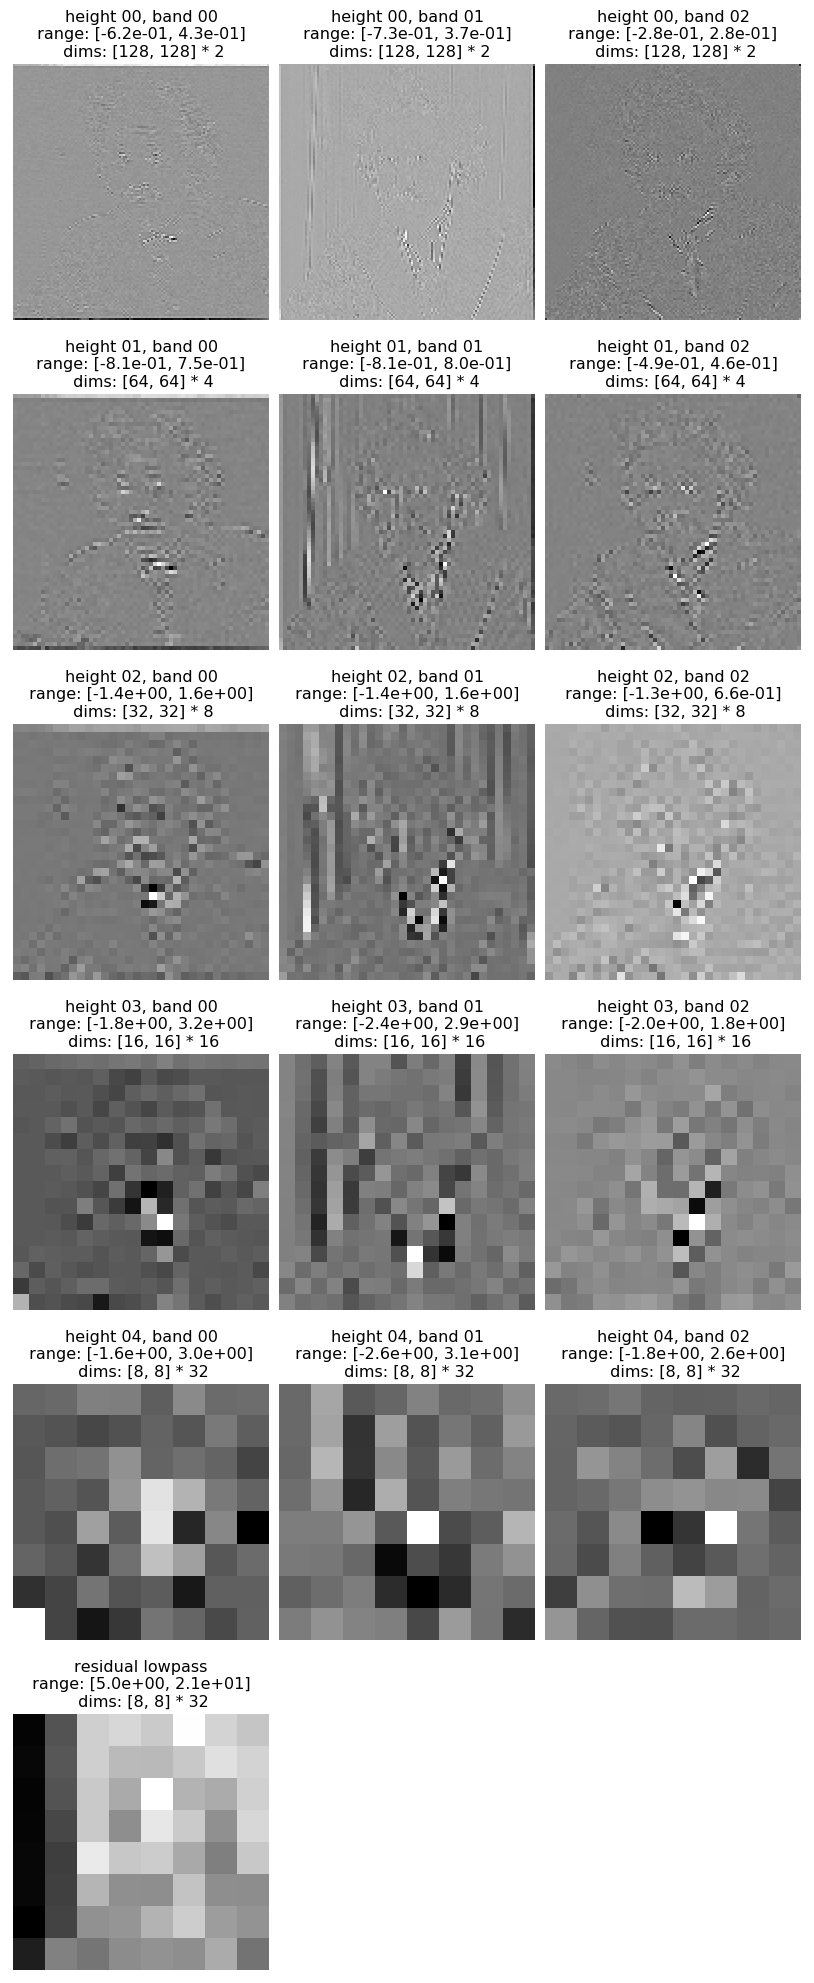 height 00, band 00
range: [-6.2e-01, 4.3e-01]
dims: [128, 128] * 2
height 00, band 01
range: [-7.3e-01, 3.7e-01]
dims: [128, 128] * 2
height 00, band 02
range: [-2.8e-01, 2.8e-01]
dims: [128, 128] * 2
height 01, band 00
range: [-8.1e-01, 7.5e-01]
dims: [64, 64] * 4
height 01, band 01
range: [-8.1e-01, 8.0e-01]
dims: [64, 64] * 4
height 01, band 02
range: [-4.9e-01, 4.6e-01]
dims: [64, 64] * 4
height 02, band 00
range: [-1.4e+00, 1.6e+00]
dims: [32, 32] * 8
height 02, band 01
range: [-1.4e+00, 1.6e+00]
dims: [32, 32] * 8
height 02, band 02
range: [-1.3e+00, 6.6e-01]
dims: [32, 32] * 8
height 03, band 00
range: [-1.8e+00, 3.2e+00]
dims: [16, 16] * 16
height 03, band 01
range: [-2.4e+00, 2.9e+00]
dims: [16, 16] * 16
height 03, band 02
range: [-2.0e+00, 1.8e+00]
dims: [16, 16] * 16
height 04, band 00
range: [-1.6e+00, 3.0e+00]
dims: [8, 8] * 32
height 04, band 01
range: [-2.6e+00, 3.1e+00]
dims: [8, 8] * 32
height 04, band 02
range: [-1.8e+00, 2.6e+00]
dims: [8, 8] * 32
residual lowpass
range: [5.0e+00, 2.1e+01]
dims: [8, 8] * 32